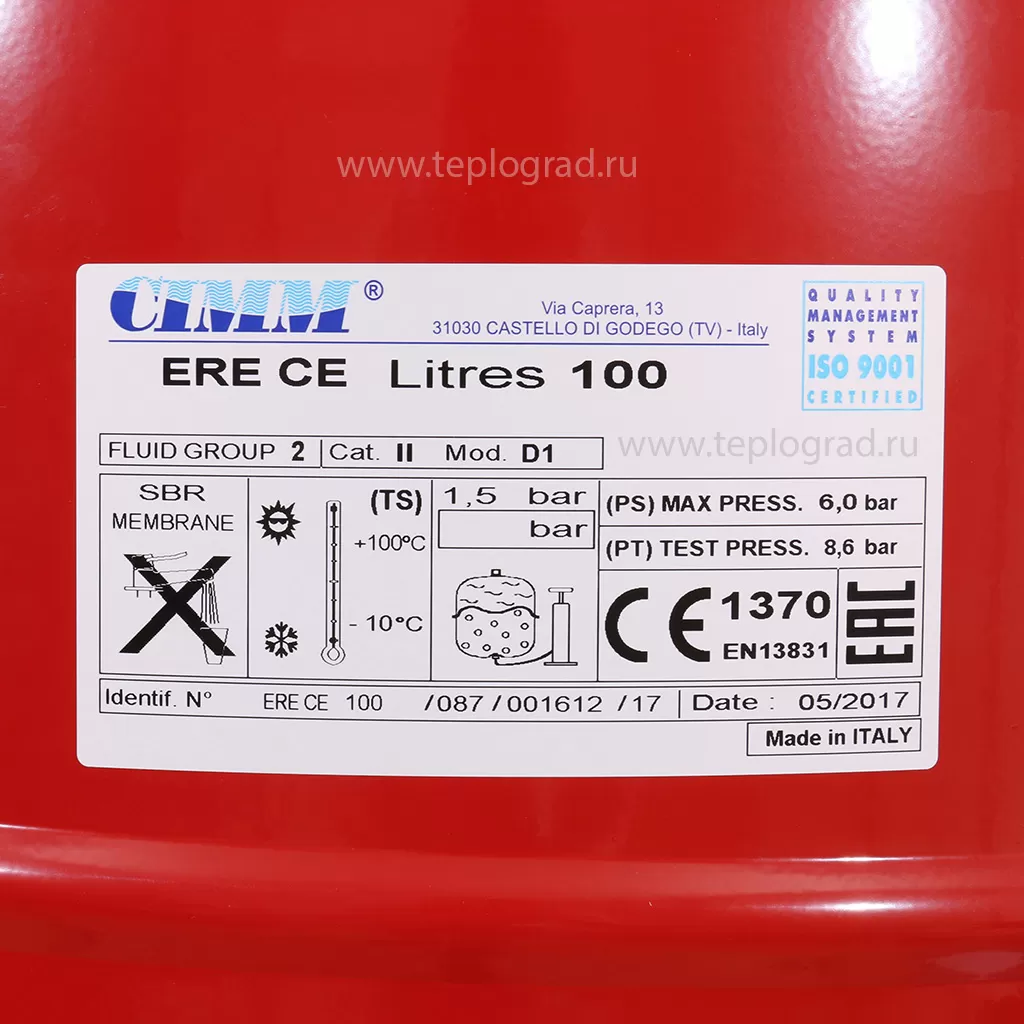 www.teplograd.ru
CIMM®
Via Caprera, 13
31030 CASTELLO DI GODEGO (TV) - Italy
QUALITY
MANAGEMENT
SYSTEM
ISO 9001
CERTIFIED
ERE CE Litres 100
www.teplograd.ru
FLUID GROUP 2 Cat. II Mod. D1
SBR
MEMBRANE
(TS)
+100°C
- 10°C
1,5 bar
bar
(PS) MAX PRESS. 6,0 bar
(PT) TEST PRESS. 8,6 bar
CE 1370
EN13831
EAC
Identif. N° ERE CE 100 /087/001612 /17 Date : 05/2017
Made in ITALY